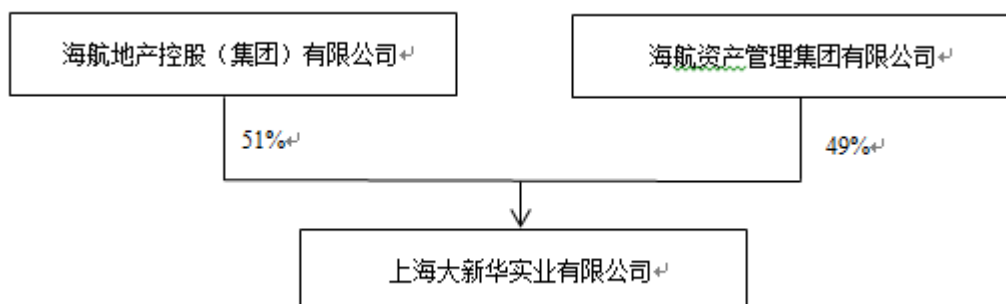 海航地产控股（集团）有限公司↵
海航资产管理集团有限公司↵
51%↵
49%↵
上海大新华实业有限公司↵